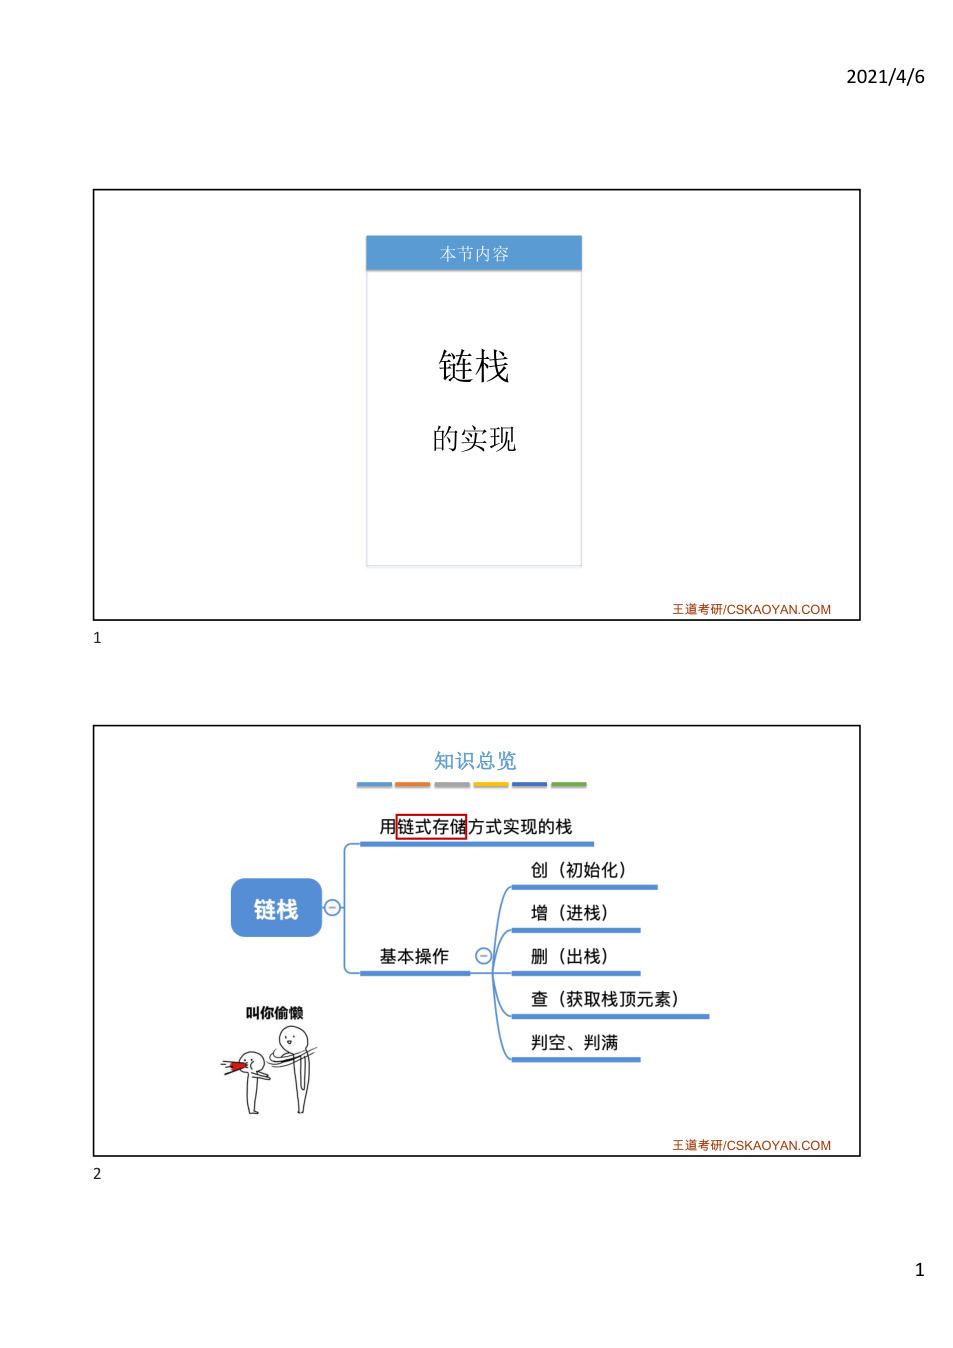 2021/4/6
本节内容
链栈
的实现
王道考研/CSKAOYAN.COM
1
知识总览
用链式存储方式实现的栈
创（初始化）
链栈
增（进栈）
基本操作
删（出栈）
查（获取栈顶元素）
叫你偷懒
判空、判满
王道考研/CSKAOYAN.COM
2
1